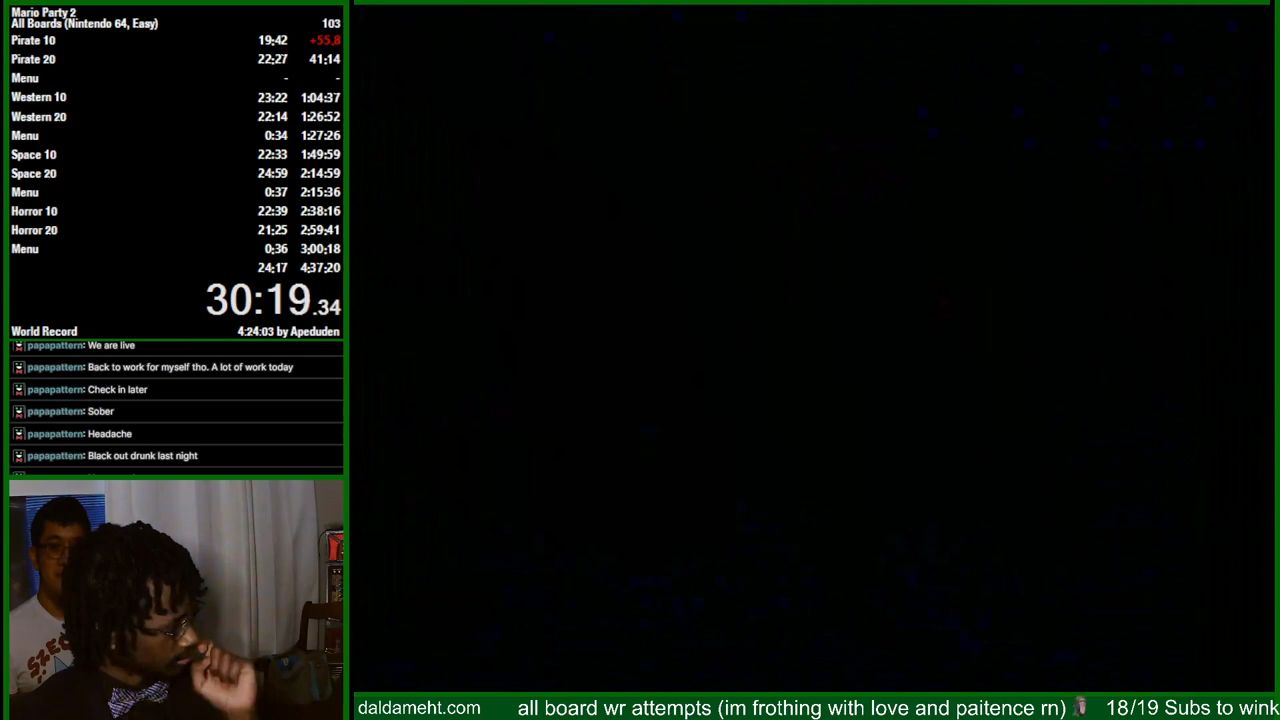 Mario Party 2
All Boards (Nintendo 64, Easy) 103
Pirate 10 19:42 +55.8
Pirate 20 22:27 41:14
Menu - -
Western 10 23:22 1:04:37
Western 20 22:14 1:26:52
Menu 0:34 1:27:26
Space 10 22:33 1:49:59
Space 20 24:59 2:14:59
Menu 0:37 2:15:36
Horror 10 22:39 2:38:16
Horror 20 21:25 2:59:41
Menu 0:36 3:00:18
24:17 4:37:20
30:19.34
World Record 4:24:03 by Apeduden
papapattern: We are live
papapattern: Back to work for myself tho. A lot of work today
papapattern: Check in later
papapattern: Sober
papapattern: Headache
papapattern: Black out drunk last night
daldameht.com all board wr attempts (im frothing with love and paitence rn) 18/19 Subs to wink